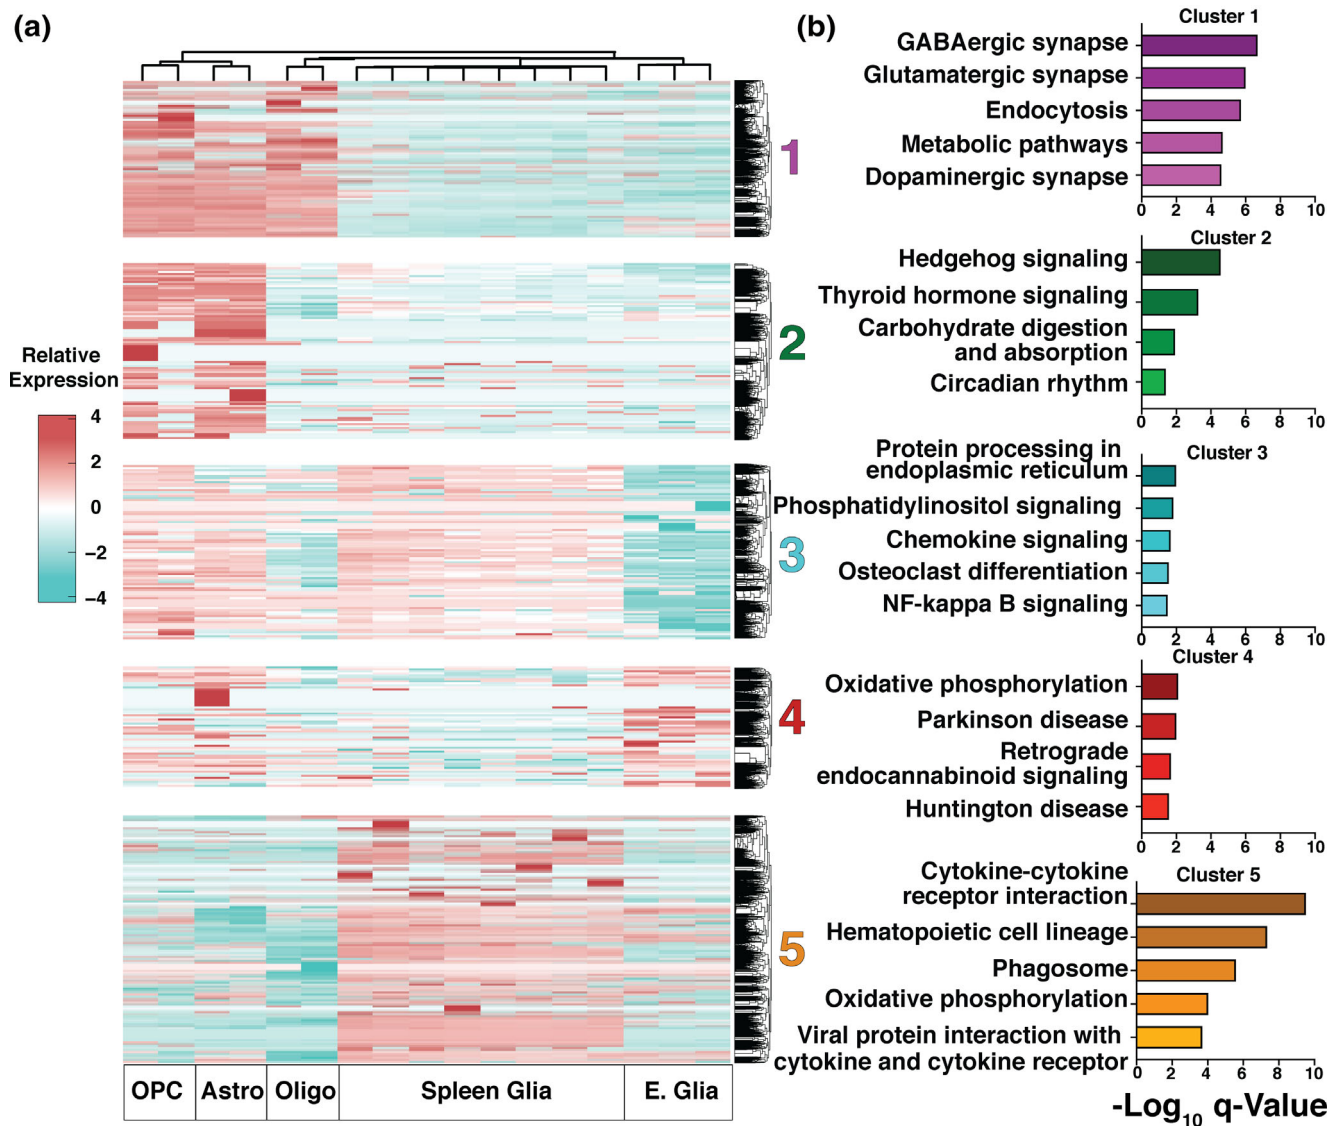 (a)
Relative
Expression
4
2
0
−2
−4
1
2
3
4
5
OPC
Astro
Oligo
Spleen Glia
E. Glia
(b)
Cluster 1
GABAergic synapse
Glutamatergic synapse
Endocytosis
Metabolic pathways
Dopaminergic synapse
0 2 4 6 8 10
Cluster 2
Hedgehog signaling
Thyroid hormone signaling
Carbohydrate digestion
and absorption
Circadian rhythm
0 2 4 6 8 10
Cluster 3
Protein processing in
endoplasmic reticulum
Phosphatidylinositol signaling
Chemokine signaling
Osteoclast differentiation
NF-kappa B signaling
0 2 4 6 8 10
Cluster 4
Oxidative phosphorylation
Parkinson disease
Retrograde
endocannabinoid signaling
Huntington disease
0 2 4 6 8 10
Cluster 5
Cytokine-cytokine
receptor interaction
Hematopoietic cell lineage
Phagosome
Oxidative phosphorylation
Viral protein interaction with
cytokine and cytokine receptor
0 2 4 6 8 10
-Log10 q-Value